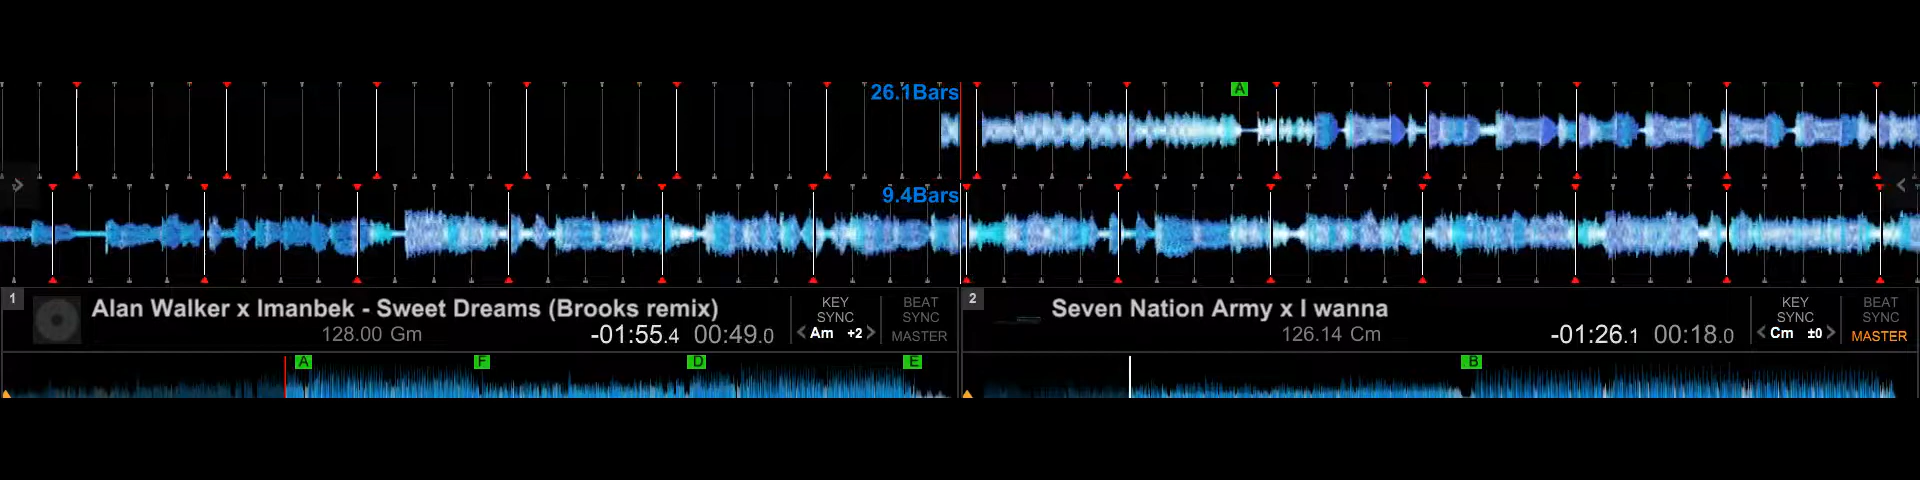 26.1Bars
A
9.4Bars
1
Alan Walker x Imanbek - Sweet Dreams (Brooks remix)
128.00 Gm
-01:55.4 00:49.0
KEY
SYNC
Am +2
BEAT
SYNC
MASTER
A F D E
2
Seven Nation Army x I wanna
126.14 Cm
-01:26.1 00:18.0
KEY
SYNC
Cm ±0
BEAT
SYNC
MASTER
B